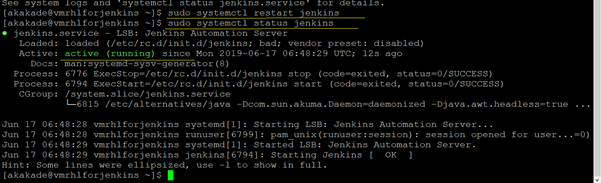 See system logs and 'systemctl status jenkins.service' for details.
[akakade@vmrhlforjenkins ~]$ sudo systemctl restart jenkins
[akakade@vmrhlforjenkins ~]$ sudo systemctl status jenkins
● jenkins.service - LSB: Jenkins Automation Server
Loaded: loaded (/etc/rc.d/init.d/jenkins; bad; vendor preset: disabled)
Active: active (running) since Mon 2019-06-17 06:48:29 UTC; 12s ago
Docs: man:systemd-sysv-generator(8)
Process: 6776 ExecStop=/etc/rc.d/init.d/jenkins stop (code=exited, status=0/SUCCESS)
Process: 6794 ExecStart=/etc/rc.d/init.d/jenkins start (code=exited, status=0/SUCCESS)
CGroup: /system.slice/jenkins.service
└─6815 /etc/alternatives/java -Dcom.sun.akuma.Daemon=daemonized -Djava.awt.headless=true ...
Jun 17 06:48:28 vmrhlforjenkins systemd[1]: Starting LSB: Jenkins Automation Server...
Jun 17 06:48:28 vmrhlforjenkins runuser[6799]: pam_unix(runuser:session): session opened for user...=0)
Jun 17 06:48:29 vmrhlforjenkins systemd[1]: Started LSB: Jenkins Automation Server.
Jun 17 06:48:29 vmrhlforjenkins jenkins[6794]: Starting Jenkins [ OK ]
Hint: Some lines were ellipsized, use -l to show in full.
[akakade@vmrhlforjenkins ~]$